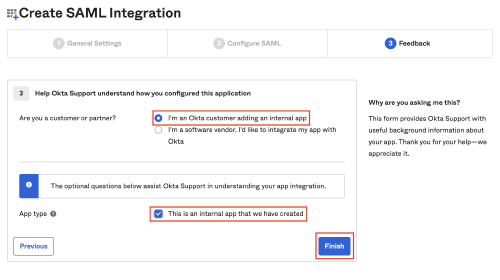 Create SAML Integration
1 General Settings
2 Configure SAML
3 Feedback
3 Help Okta Support understand how you configured this application
Are you a customer or partner?
I'm an Okta customer adding an internal app
I'm a software vendor. I'd like to integrate my app with
Okta
The optional questions below assist Okta Support in understanding your app integration.
App type
This is an internal app that we have created
Previous
Finish
Why are you asking me this?
This form provides Okta Support with
useful background information about
your app. Thank you for your help—we
appreciate it.